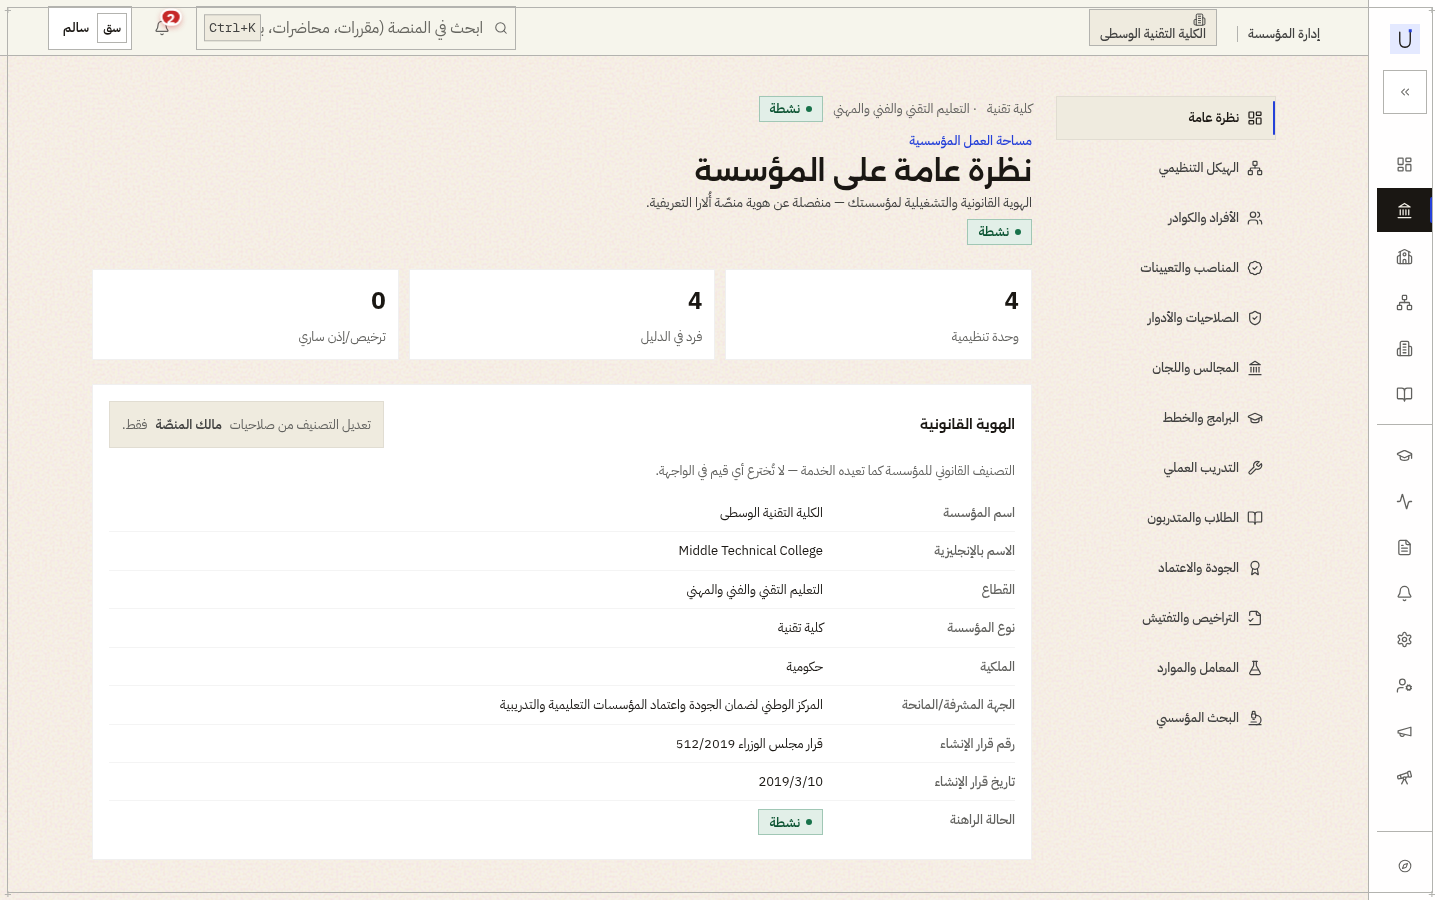 إدارة المؤسسة
الكلية التقنية الوسطى
ابحث في المنصة (مقررات، محاضرات، ب
Ctrl+K
2
سق
سالم
نظرة عامة
الهيكل التنظيمي
الأفراد والكوادر
المناصب والتعيينات
الصلاحيات والأدوار
المجالس واللجان
البرامج والخطط
التدريب العملي
الطلاب والمتدربون
الجودة والاعتماد
التراخيص والتفتيش
المعامل والموارد
البحث المؤسسي
كلية تقنية · التعليم التقني والفني والمهني
نشطة
مساحة العمل المؤسسية
نظرة عامة على المؤسسة
الهوية القانونية والتشغيلية لمؤسستك — منفصلة عن هوية منصّة ألارا التعريفية.
نشطة
4
وحدة تنظيمية
4
فرد في الدليل
0
ترخيص/إذن ساري
الهوية القانونية
تعديل التصنيف من صلاحيات مالك المنصّة فقط.
التصنيف القانوني للمؤسسة كما تعيده الخدمة — لا تُخترع أي قيم في الواجهة.
اسم المؤسسة الكلية التقنية الوسطى
الاسم بالإنجليزية Middle Technical College
القطاع التعليم التقني والفني والمهني
نوع المؤسسة كلية تقنية
الملكية حكومية
الجهة المشرفة/المانحة المركز الوطني لضمان الجودة واعتماد المؤسسات التعليمية والتدريبية
رقم قرار الإنشاء قرار مجلس الوزراء 512/2019
تاريخ قرار الإنشاء 2019/3/10
الحالة الراهنة نشطة